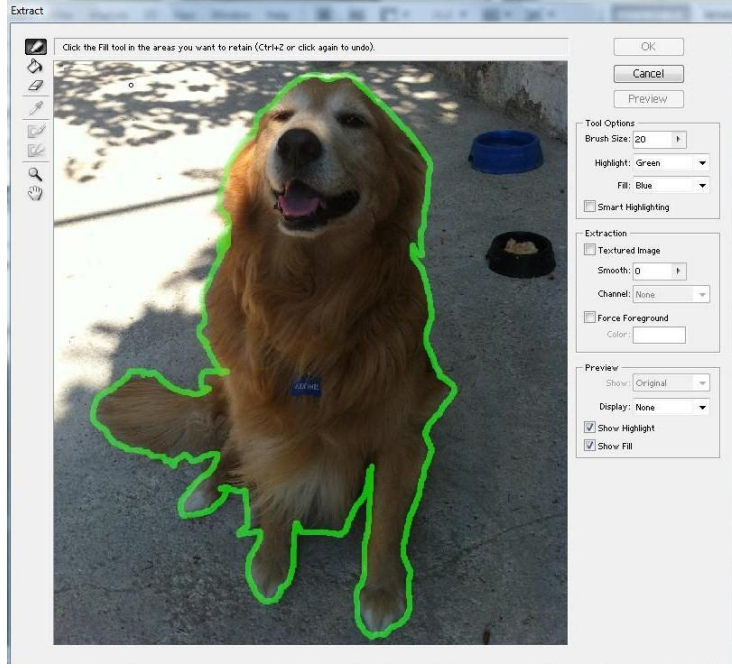 Extract
Click the Fill tool in the areas you want to retain (Ctrl+Z or click again to undo).
OK
Cancel
Preview
Tool Options
Brush Size: 20
Highlight: Green
Fill: Blue
Smart Highlighting
Extraction
Textured Image
Smooth: 0
Channel: None
Force Foreground
Color:
Preview
Show: Original
Display: None
Show Highlight
Show Fill